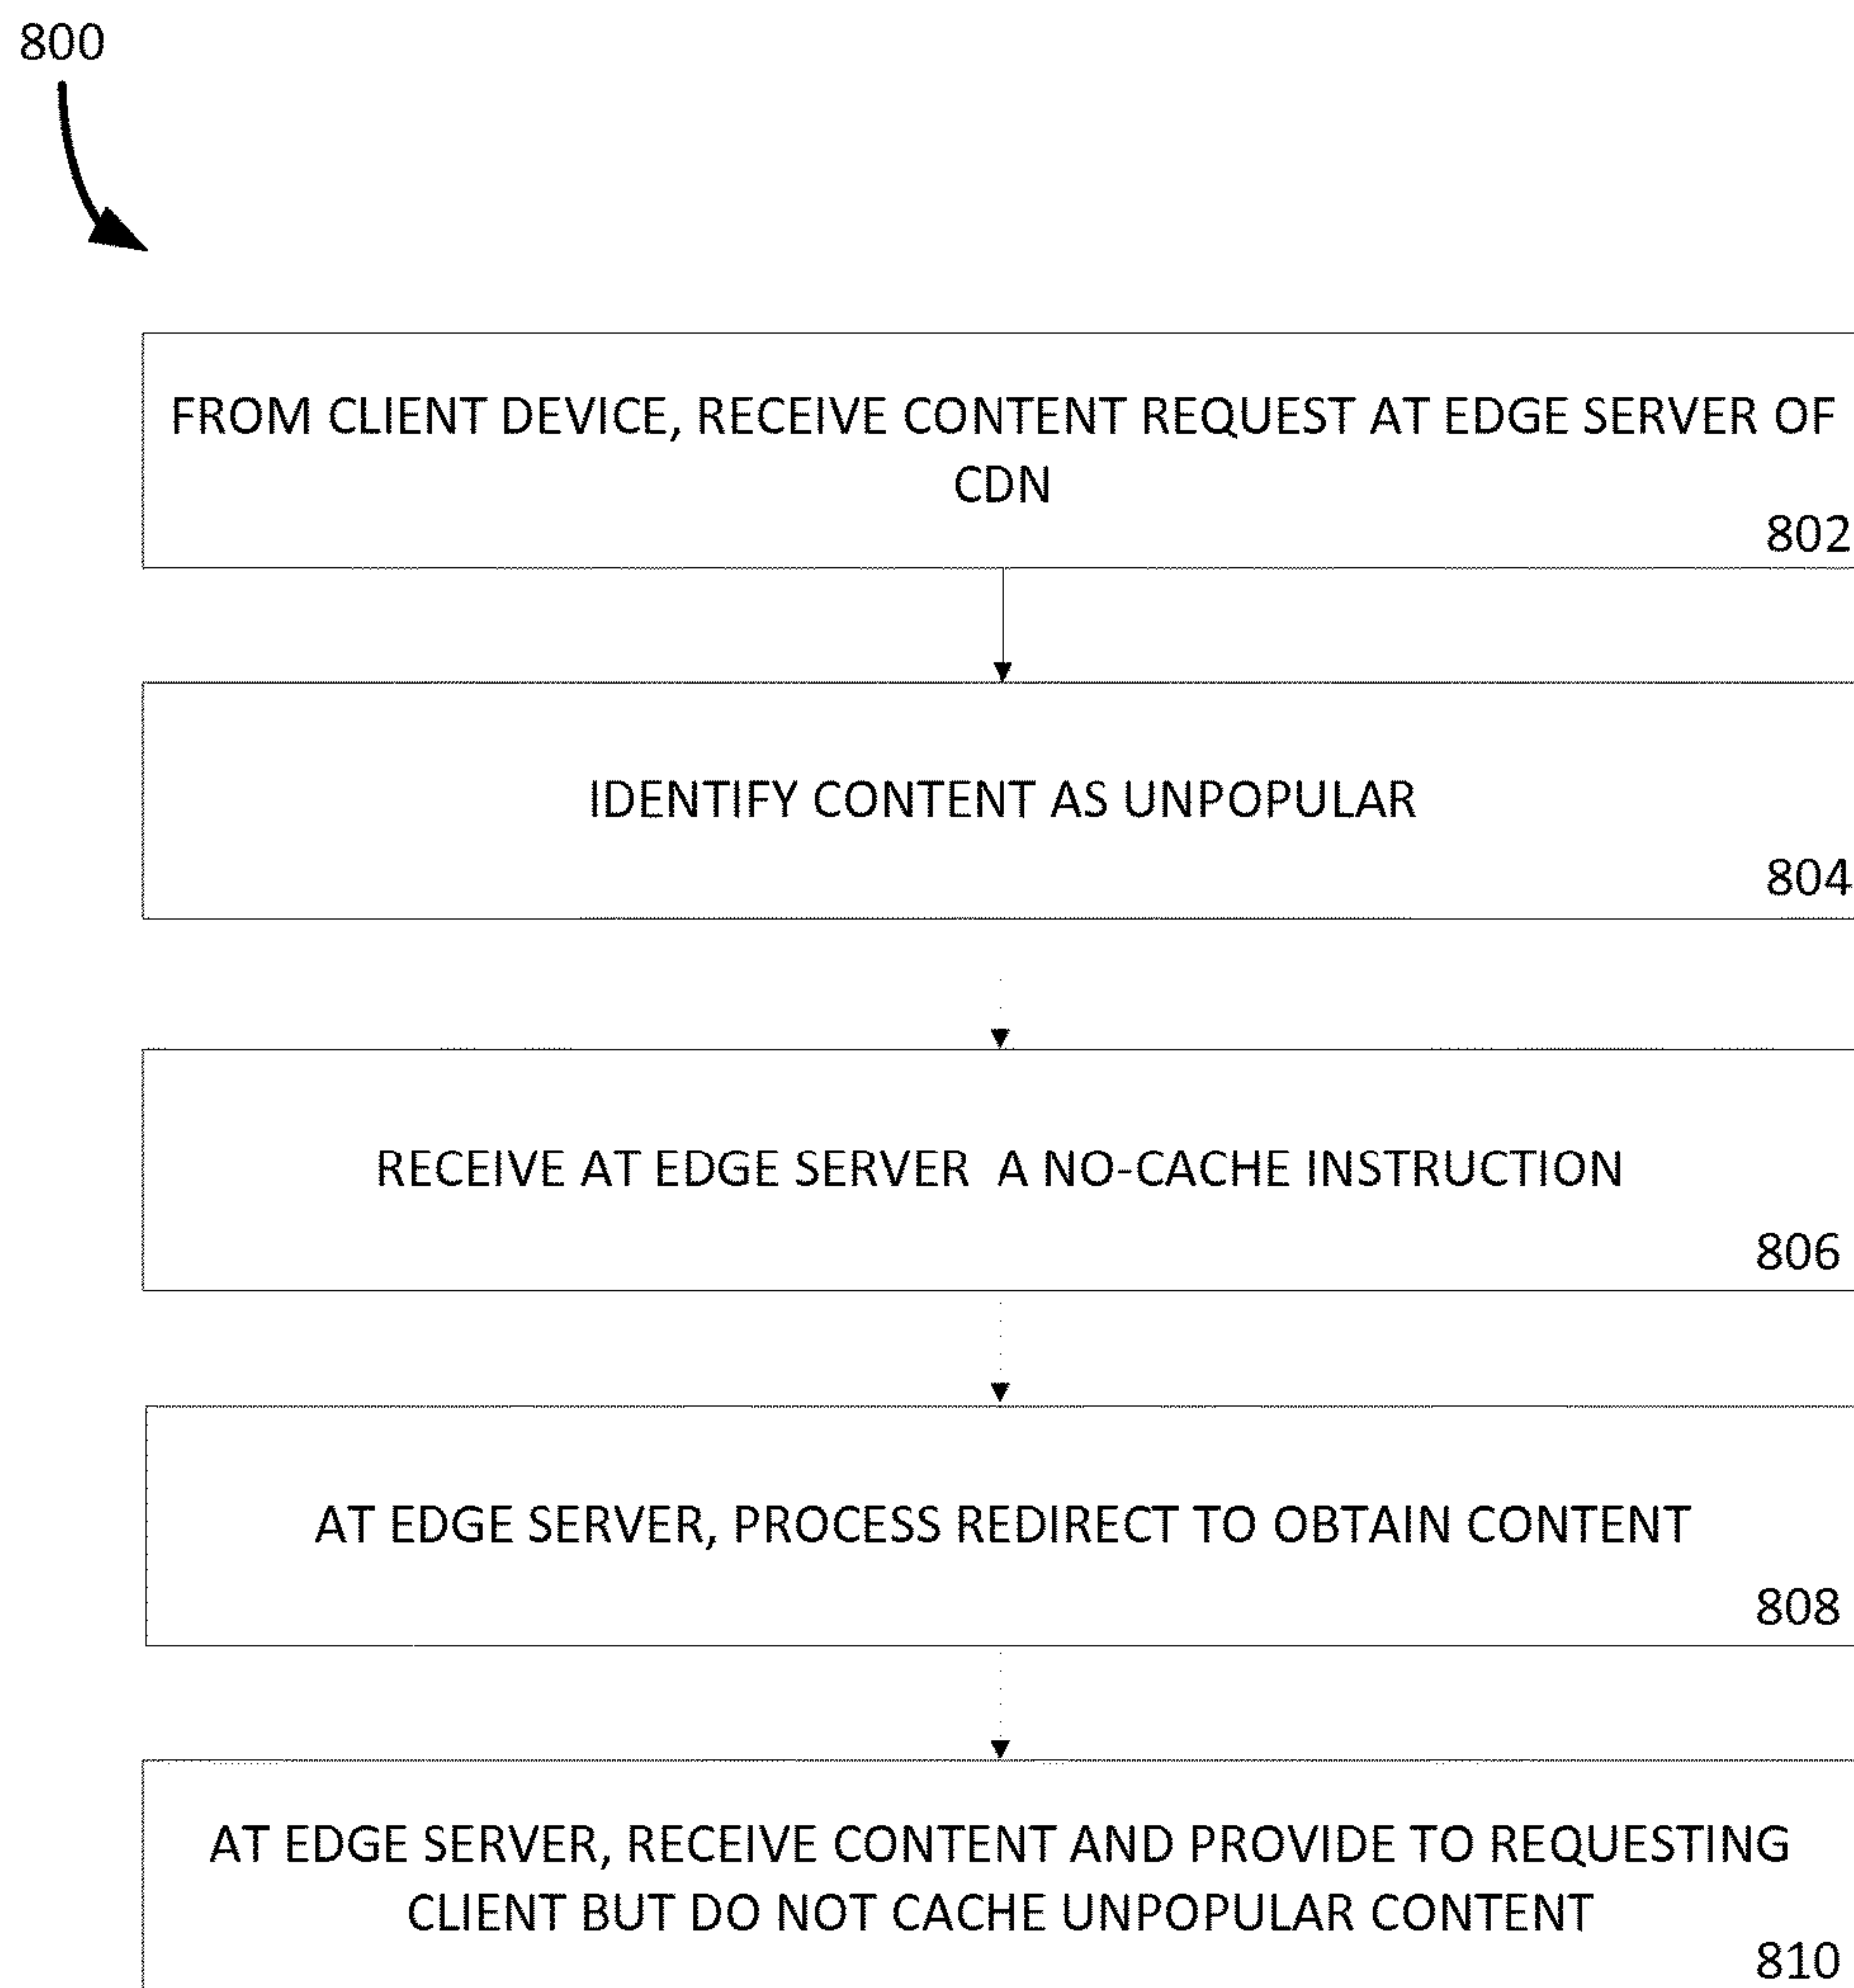 800
FROM CLIENT DEVICE, RECEIVE CONTENT REQUEST AT EDGE SERVER OF
CDN
802
IDENTIFY CONTENT AS UNPOPULAR
804
RECEIVE AT EDGE SERVER A NO-CACHE INSTRUCTION
806
AT EDGE SERVER, PROCESS REDIRECT TO OBTAIN CONTENT
808
AT EDGE SERVER, RECEIVE CONTENT AND PROVIDE TO REQUESTING
CLIENT BUT DO NOT CACHE UNPOPULAR CONTENT
810